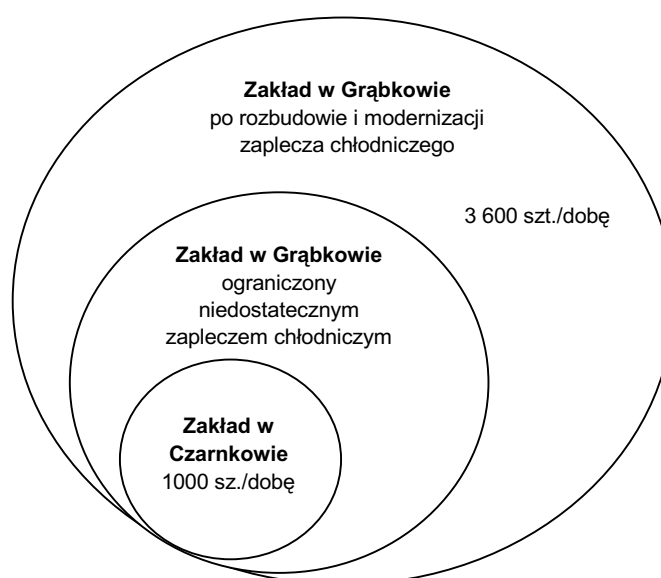 Zakład w Grąbkowie
po rozbudowie i modernizacji
zaplecza chłodniczego
3 600 szt./dobę
Zakład w Grąbkowie
ograniczony
niedostatecznym
zapleczem chłodniczym
Zakład w
Czarnkowie
1000 sz./dobę